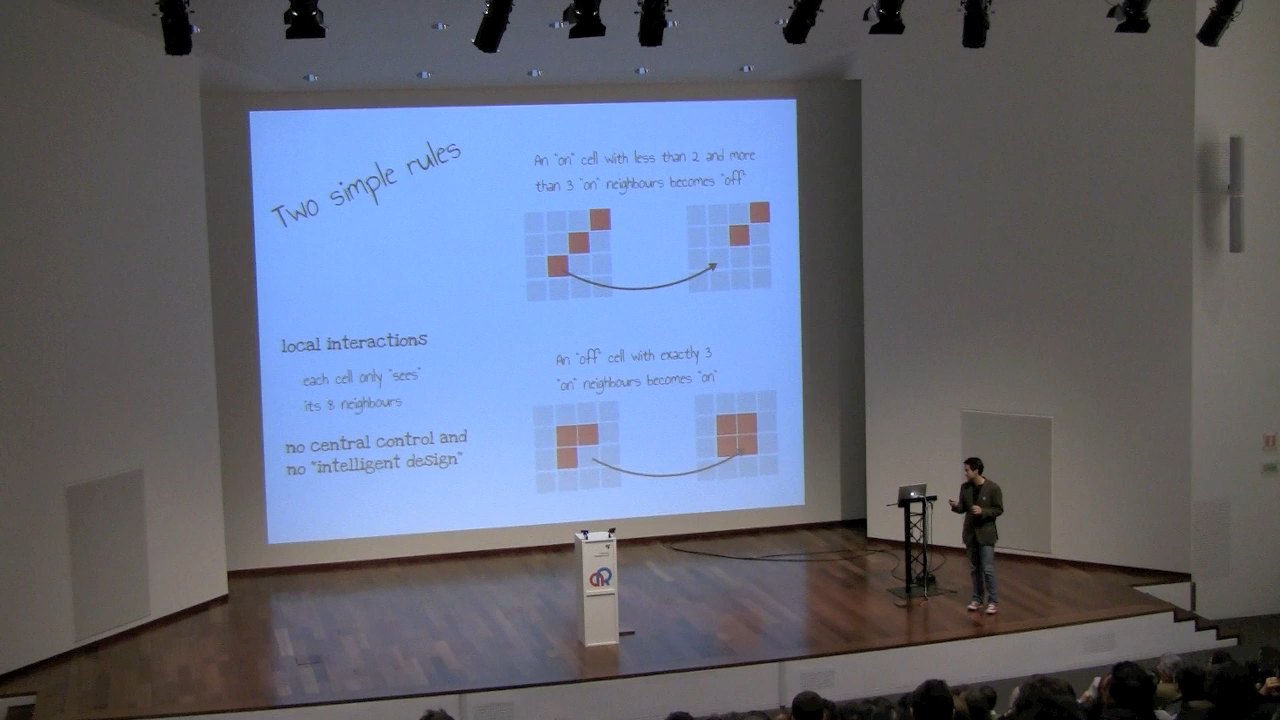 Two simple rules
An "on" cell with less than 2 and more
than 3 "on" neighbours becomes "off"
local interactions
each cell only "sees"
its 8 neighbours
no central control and
no "intelligent design"
An "off" cell with exactly 3
"on" neighbours becomes "on"